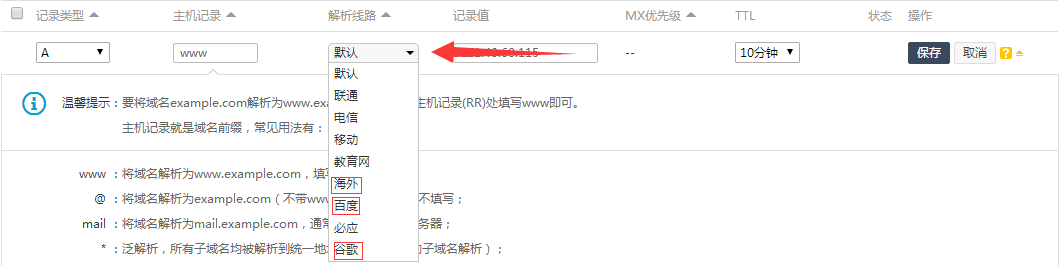 记录类型 主机记录 解析线路 记录值 MX优先级 TTL 状态 操作
A www 默认 -- 10分钟 保存 取消 ?
默认
联通
电信
移动
教育网
海外
百度
必应
谷歌
温馨提示：要将域名example.com解析为www.exa 主机记录(RR)处填写www即可。
主机记录就是域名前缀，常见用法有：
www ：将域名解析为www.example.com，填写
@ ：将域名解析为example.com（不带www 不填写；
mail ：将域名解析为mail.example.com，通常 务器；
* ：泛解析，所有子域名均被解析到统一地 子域名解析）；